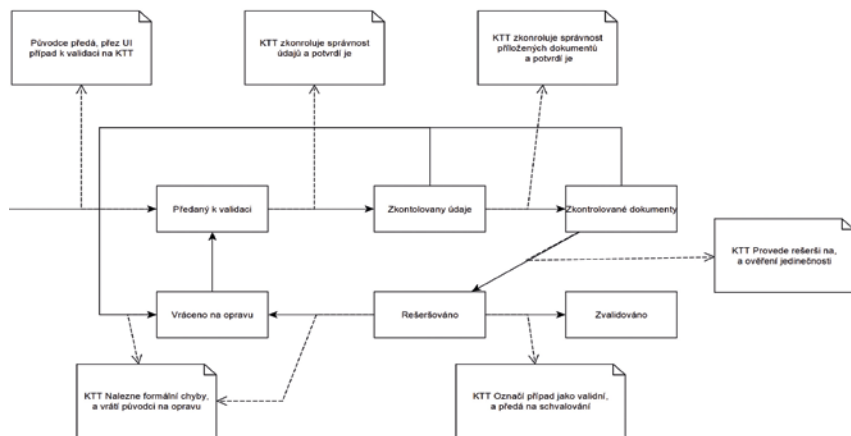 Původce předá, přez UI
případ k validaci na KTT
KTT zkonroluje správnost
údajů a potvrdí je
KTT zkonroluje správnost
příložených dokumentů
a potvrdí je
Předaný k validaci
Zkontolovany údaje
Zkontrolované dokumenty
KTT Provede rešerši na,
a ověření jedinečnosti
Vráceno na opravu
Rešeršováno
Zvalidováno
KTT Nalezne formální chyby,
a vrátí původci na opravu
KTT Označí případ jako validní,
a předá na schvalování